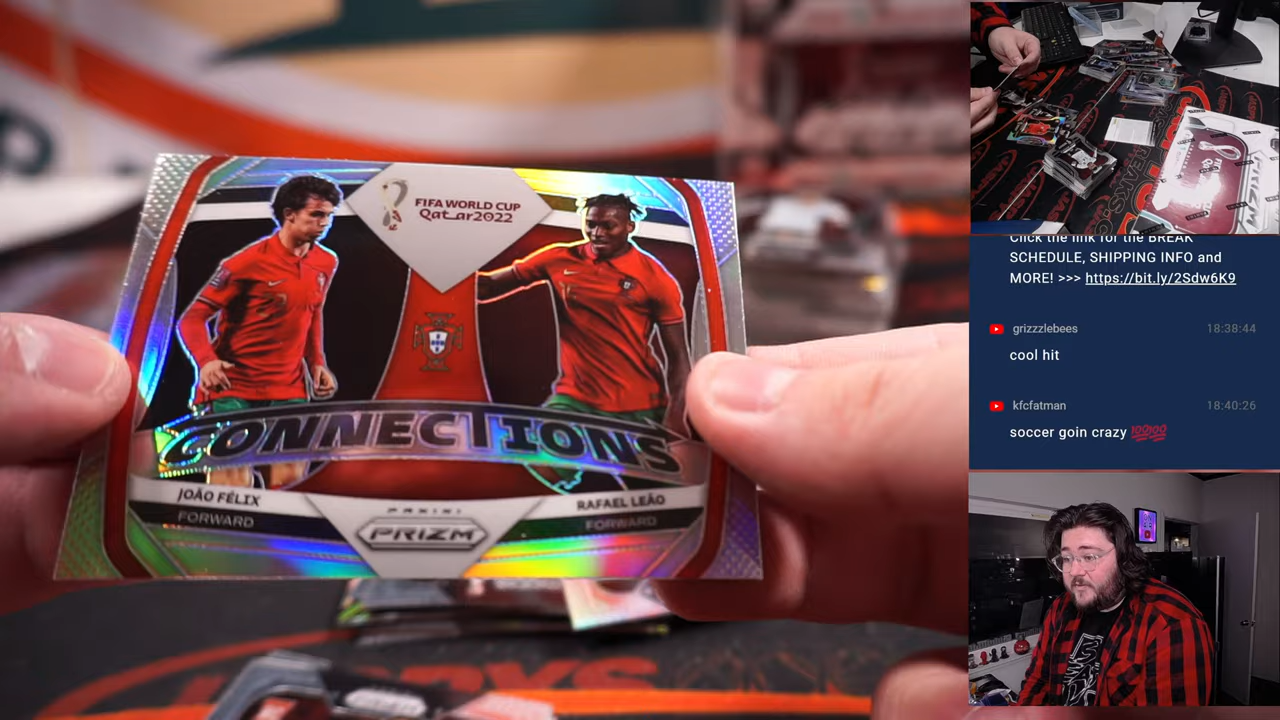 FIFA WORLD CUP
Qatar2022
CONNECTIONS
JOÃO FÉLIX
FORWARD
RAFAEL LEÃO
FORWARD
PANINI
PRIZM
Click the link for the BREAK
SCHEDULE, SHIPPING INFO and
MORE! >>> https://bit.ly/2Sdw6K9
grizzzlebees 18:38:44
cool hit
kfcfatman 18:40:26
soccer goin crazy 💯💯